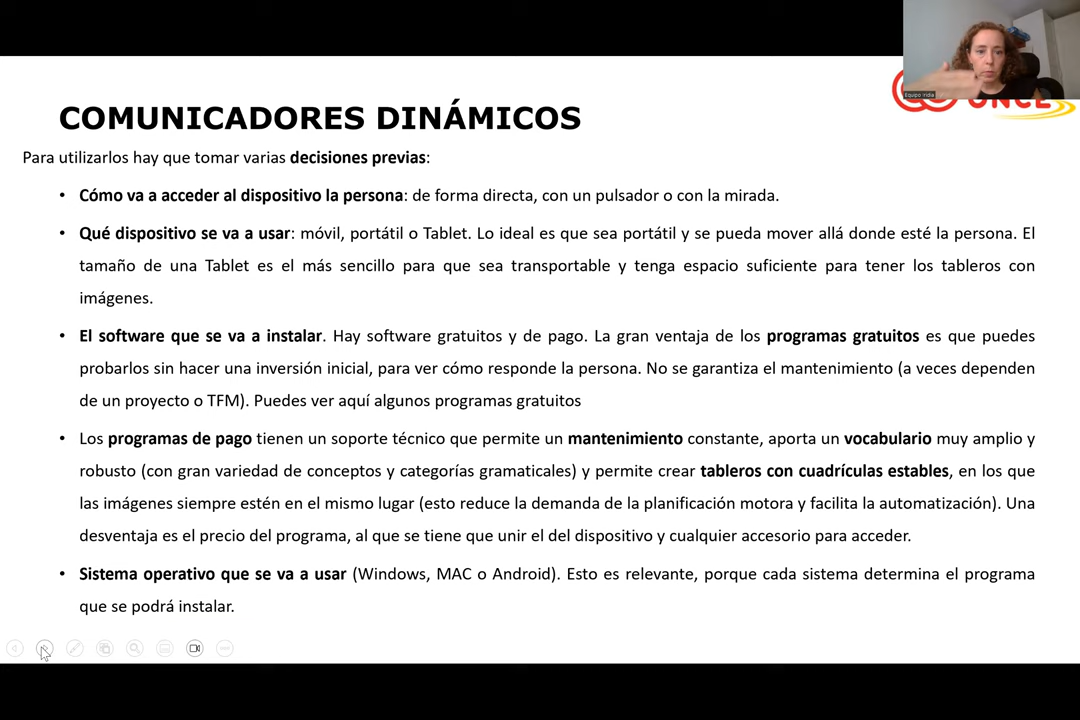 COMUNICADORES DINÁMICOS
Para utilizarlos hay que tomar varias decisiones previas:
• Cómo va a acceder al dispositivo la persona: de forma directa, con un pulsador o con la mirada.
• Qué dispositivo se va a usar: móvil, portátil o Tablet. Lo ideal es que sea portátil y se pueda mover allá donde esté la persona. El
tamaño de una Tablet es el más sencillo para que sea transportable y tenga espacio suficiente para tener los tableros con
imágenes.
• El software que se va a instalar. Hay software gratuitos y de pago. La gran ventaja de los programas gratuitos es que puedes
probarlos sin hacer una inversión inicial, para ver cómo responde la persona. No se garantiza el mantenimiento (a veces dependen
de un proyecto o TFM). Puedes ver aquí algunos programas gratuitos
• Los programas de pago tienen un soporte técnico que permite un mantenimiento constante, aporta un vocabulario muy amplio y
robusto (con gran variedad de conceptos y categorías gramaticales) y permite crear tableros con cuadrículas estables, en los que
las imágenes siempre estén en el mismo lugar (esto reduce la demanda de la planificación motora y facilita la automatización). Una
desventaja es el precio del programa, al que se tiene que unir el del dispositivo y cualquier accesorio para acceder.
• Sistema operativo que se va a usar (Windows, MAC o Android). Esto es relevante, porque cada sistema determina el programa
que se podrá instalar.
Equipo Iridia
ONCE